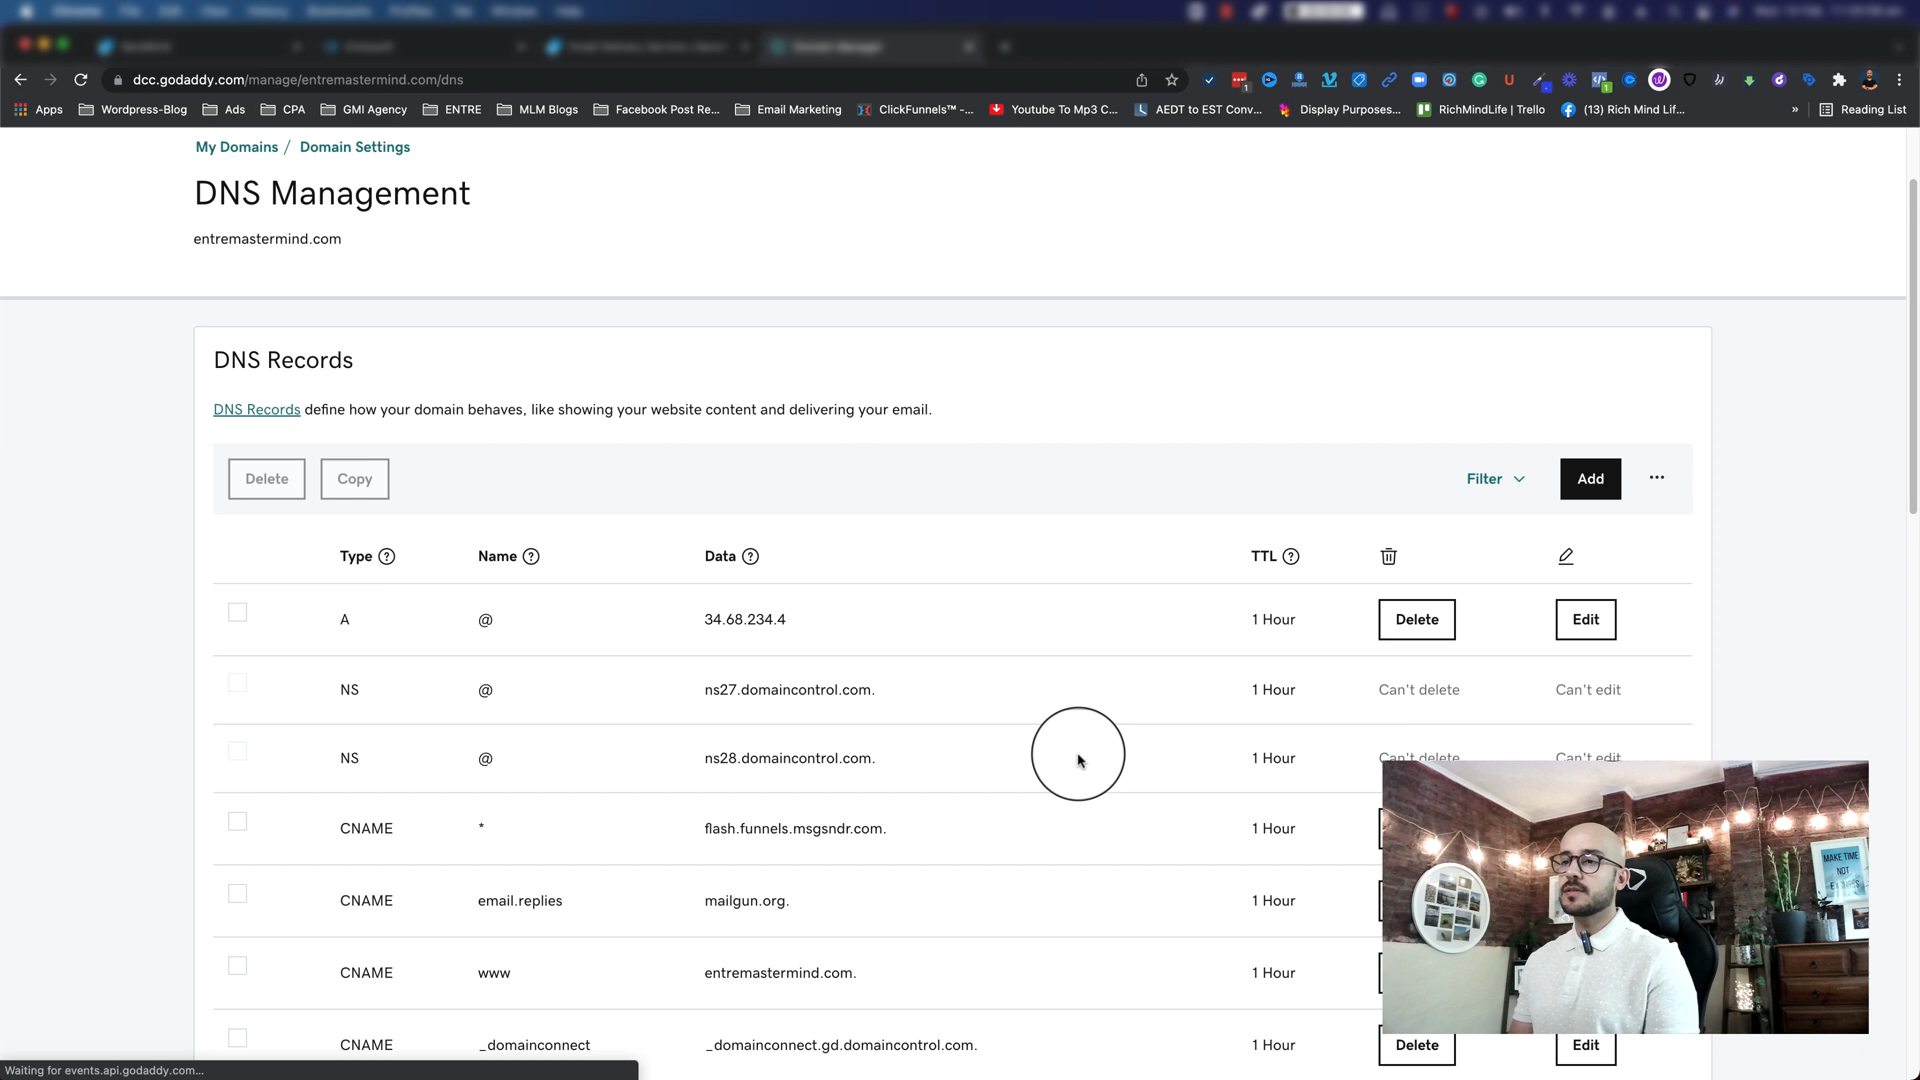 dcc.godaddy.com/manage/entremastermind.com/dns
Apps
Wordpress-Blog
Ads
CPA
GMI Agency
ENTRE
MLM Blogs
Facebook Post Re...
Email Marketing
ClickFunnels™ –...
Youtube To Mp3 C...
AEDT to EST Conv...
Display Purposes...
RichMindLife | Trello
(13) Rich Mind Lif...
»
Reading List
My Domains / Domain Settings
DNS Management
entremastermind.com
DNS Records
DNS Records define how your domain behaves, like showing your website content and delivering your email.
Delete Copy Filter Add ...
Type ? Name ? Data ? TTL ?
A @ 34.68.234.4 1 Hour Delete Edit
NS @ ns27.domaincontrol.com. 1 Hour Can't delete Can't edit
NS @ ns28.domaincontrol.com. 1 Hour Can't delete Can't edit
CNAME * flash.funnels.msgsndr.com. 1 Hour
CNAME email.replies mailgun.org. 1 Hour
CNAME www entremastermind.com. 1 Hour
CNAME _domainconnect _domainconnect.gd.domaincontrol.com. 1 Hour Delete Edit
MAKE TIME
NOT
Waiting for events.api.godaddy.com...